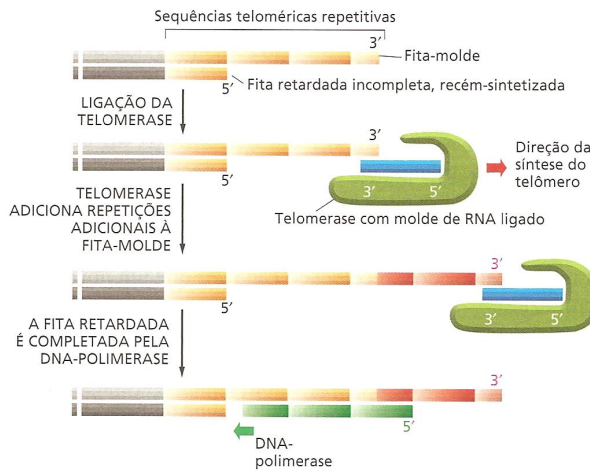 Sequências teloméricas repetitivas
3′
Fita-molde
5′
Fita retardada incompleta, recém-sintetizada
LIGAÇÃO DA
TELOMERASE
3′
5′
3′ 5′
Direção da
síntese do
telômero
Telomerase com molde de RNA ligado
TELOMERASE
ADICIONA REPETIÇÕES
ADICIONAIS À
FITA-MOLDE
3′
5′
3′ 5′
A FITA RETARDADA
É COMPLETADA PELA
DNA-POLIMERASE
3′
5′
DNA-
polimerase